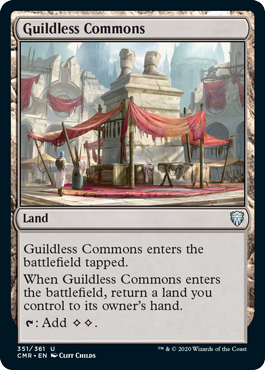 Guildless Commons
Land
Guildless Commons enters the
battlefield tapped.
When Guildless Commons enters
the battlefield, return a land you
control to its owner's hand.
: Add ◇◇.
351/361 U
CMR • EN CLIFF CHILDS
™ & © 2020 Wizards of the Coast